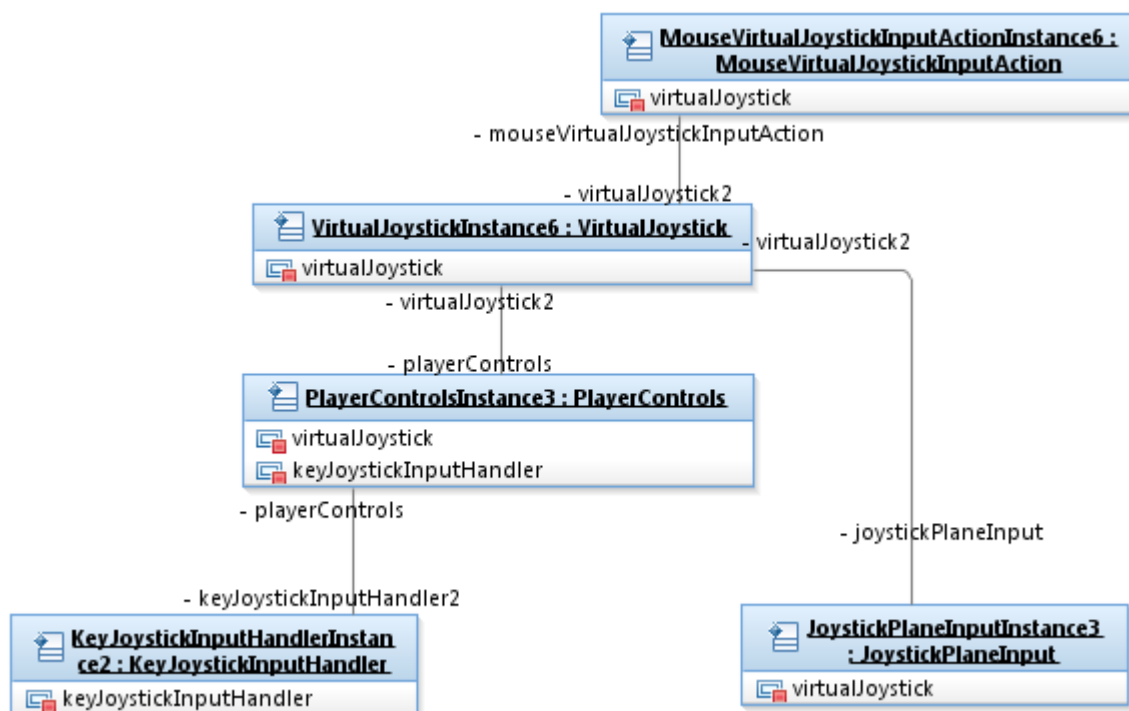 MouseVirtualJoystickInputActionInstance6 :
MouseVirtualJoystickInputAction
virtualJoystick
- mouseVirtualJoystickInputAction
- virtualJoystick2
VirtualJoystickInstance6 : VirtualJoystick
- virtualJoystick2
virtualJoystick
- virtualJoystick2
- playerControls
PlayerControlsInstance3 : PlayerControls
virtualJoystick
keyJoystickInputHandler
- playerControls
- joystickPlaneInput
- keyJoystickInputHandler2
KeyJoystickInputHandlerInstan
ce2 : KeyJoystickInputHandler
keyJoystickInputHandler
JoystickPlaneInputInstance3
: JoystickPlaneInput
virtualJoystick